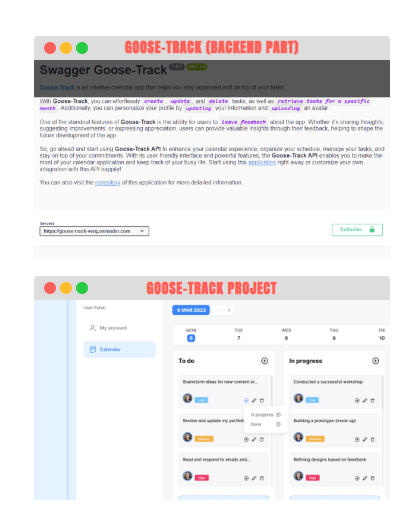 GOOSE-TRACK (BACKEND PART)
Swagger Goose-Track
Goose-Track is an intuitive calendar app that helps you stay organized and on top of your tasks.
With Goose-Track, you can effortlessly create, update and delete tasks, as well as retrieve tasks for a specific
month. Additionally, you can personalize your profile by updating your information and uploading an avatar.
One of the standout features of Goose-Track is the ability for users to leave feedback about the app. Whether it's sharing thoughts,
suggesting improvements, or expressing appreciation, users can provide valuable insights through their feedback, helping to shape the
future development of the app.
So, go ahead and start using Goose-Track API to enhance your calendar experience, organize your schedule, manage your tasks, and
stay on top of your commitments. With its user-friendly interface and powerful features, the Goose-Track API enables you to make the
most of your calendar application and keep track of your busy life. Start using this application right away or customize your own
integration with this API happily!
You can also visit the repository of this application for more detailed information.
Servers
https://goose-track-werq.onrender.com
Authorize
GOOSE-TRACK PROJECT
User Panel
My account
Calendar
6 MAR 2023
MON TUE WED THU FRI
6 7 8 9 10
To do
In progress
Brainstorm ideas for new content cr...
Conducted a successful workshop
Low
Low
In progress
Done
Review and update my portfoli
Building a prototype (mock-up)
Medium
Medium
Read and respond to emails and...
Refining designs based on feedback
High
High